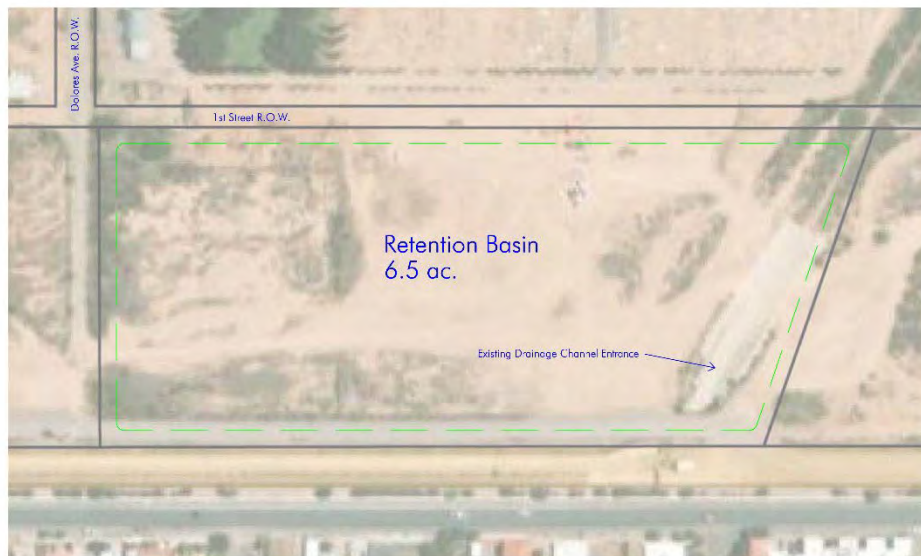 Dolores Ave. R.O.W.
1st Street R.O.W.
Retention Basin
6.5 ac.
Existing Drainage Channel Entrance